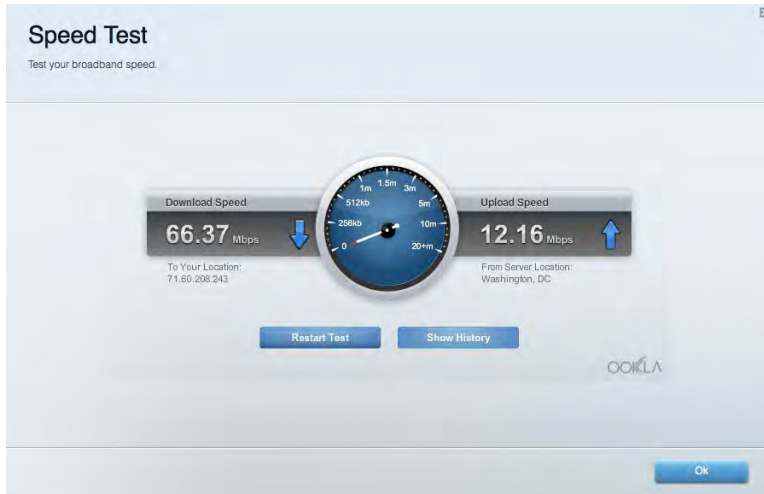 Speed Test
Test your broadband speed.
Download Speed
66.37 Mbps
To Your Location:
71.60.208.243
0
256kb
512kb
1m
1.5m
3m
5m
10m
20+m
Upload Speed
12.16 Mbps
From Server Location:
Washington, DC
Restart Test
Show History
OOKLA
Ok